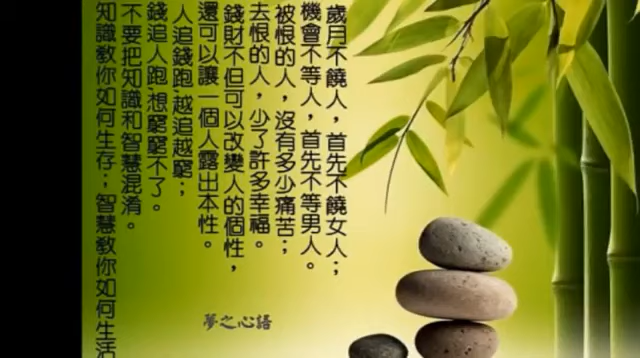 歲月不饒人，首先不饒女人；
機會不等人，首先不等男人。
被恨的人，沒有多少痛苦；
去恨的人，少了許多幸福。
錢財不但可以改變人的個性，
還可以讓一個人露出本性。
人追錢跑，越追越窮；
錢追人跑，想窮窮不了。
不要把知識和智慧混淆。
知識教你如何生存；智慧教你如何生活
夢之心語